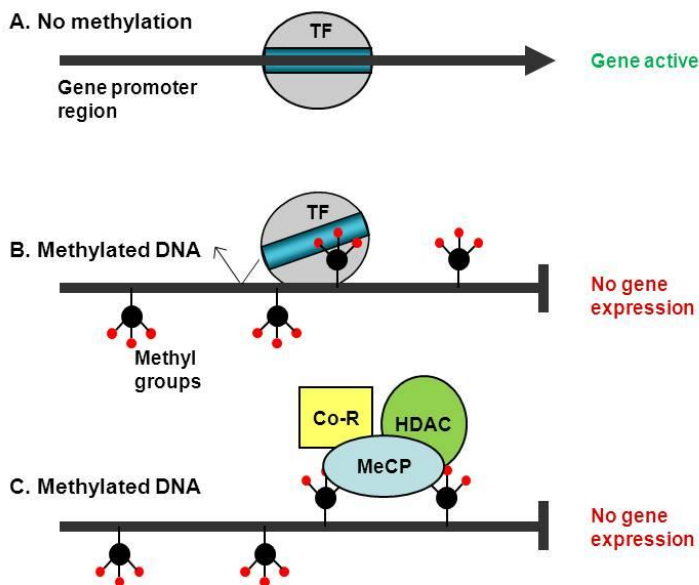 A. No methylation
TF
Gene promoter
region
Gene active
TF
B. Methylated DNA
No gene
expression
Methyl
groups
Co-R
HDAC
MeCP
C. Methylated DNA
No gene
expression